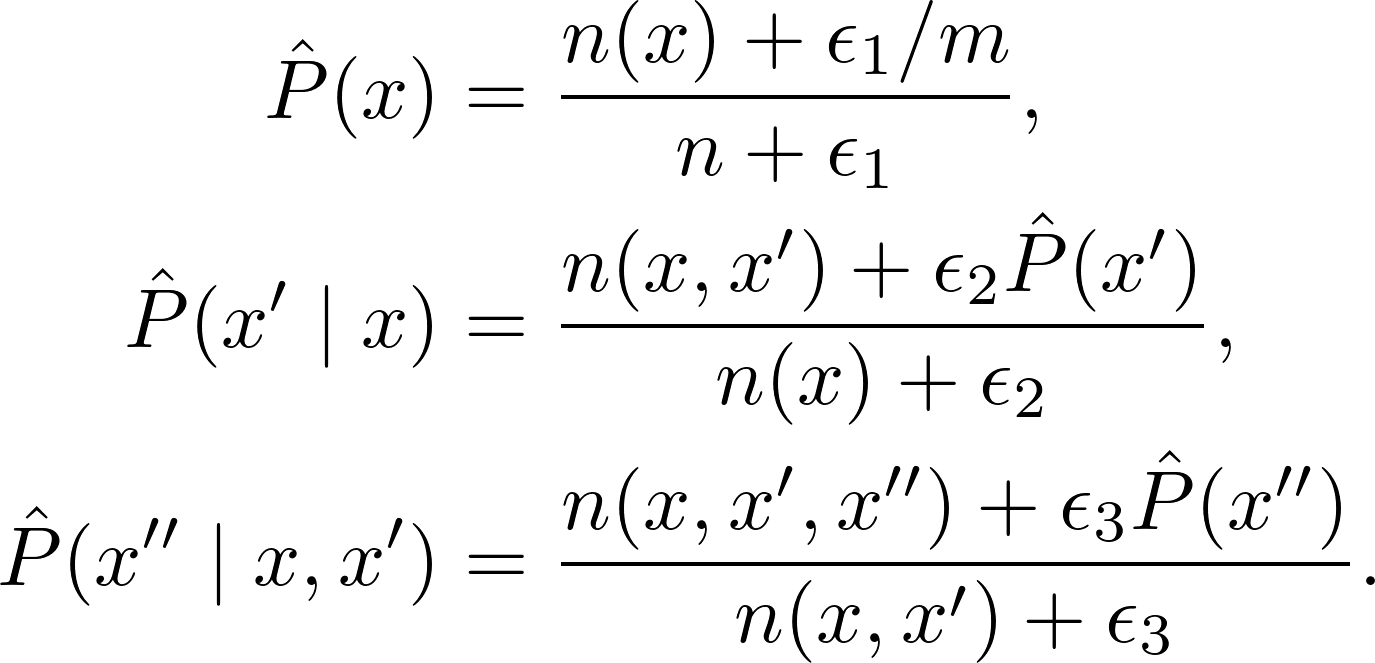 \hat{P}(x) = \frac{n(x) + \epsilon_1/m}{n + \epsilon_1},
\hat{P}(x' \mid x) = \frac{n(x, x') + \epsilon_2 \hat{P}(x')}{n(x) + \epsilon_2},
\hat{P}(x'' \mid x, x') = \frac{n(x, x', x'') + \epsilon_3 \hat{P}(x'')}{n(x, x') + \epsilon_3}.